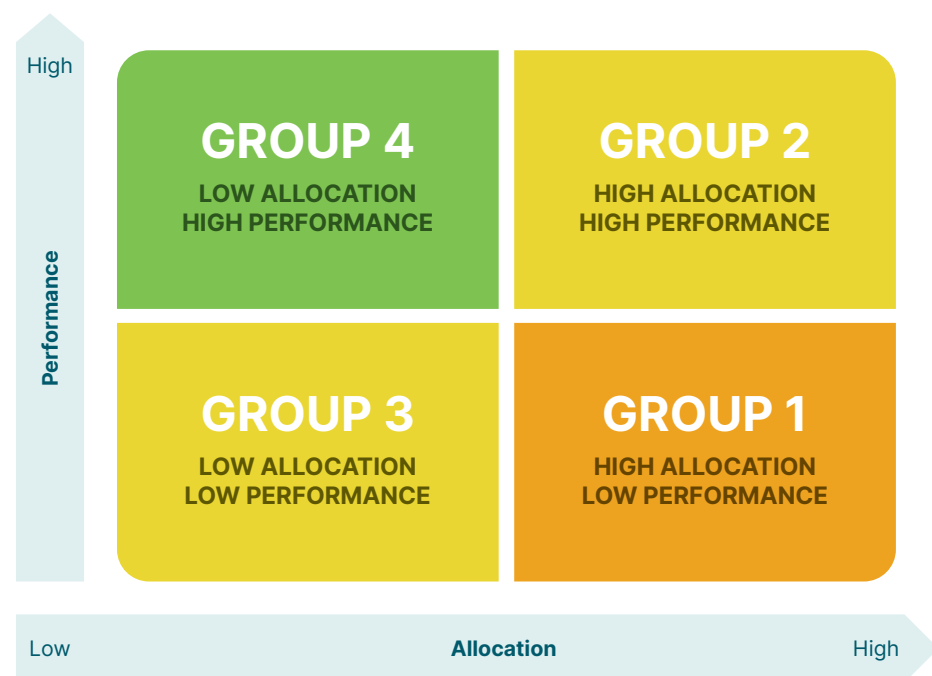 High
Performance
GROUP 4
LOW ALLOCATION
HIGH PERFORMANCE
GROUP 2
HIGH ALLOCATION
HIGH PERFORMANCE
GROUP 3
LOW ALLOCATION
LOW PERFORMANCE
GROUP 1
HIGH ALLOCATION
LOW PERFORMANCE
Low
Allocation
High